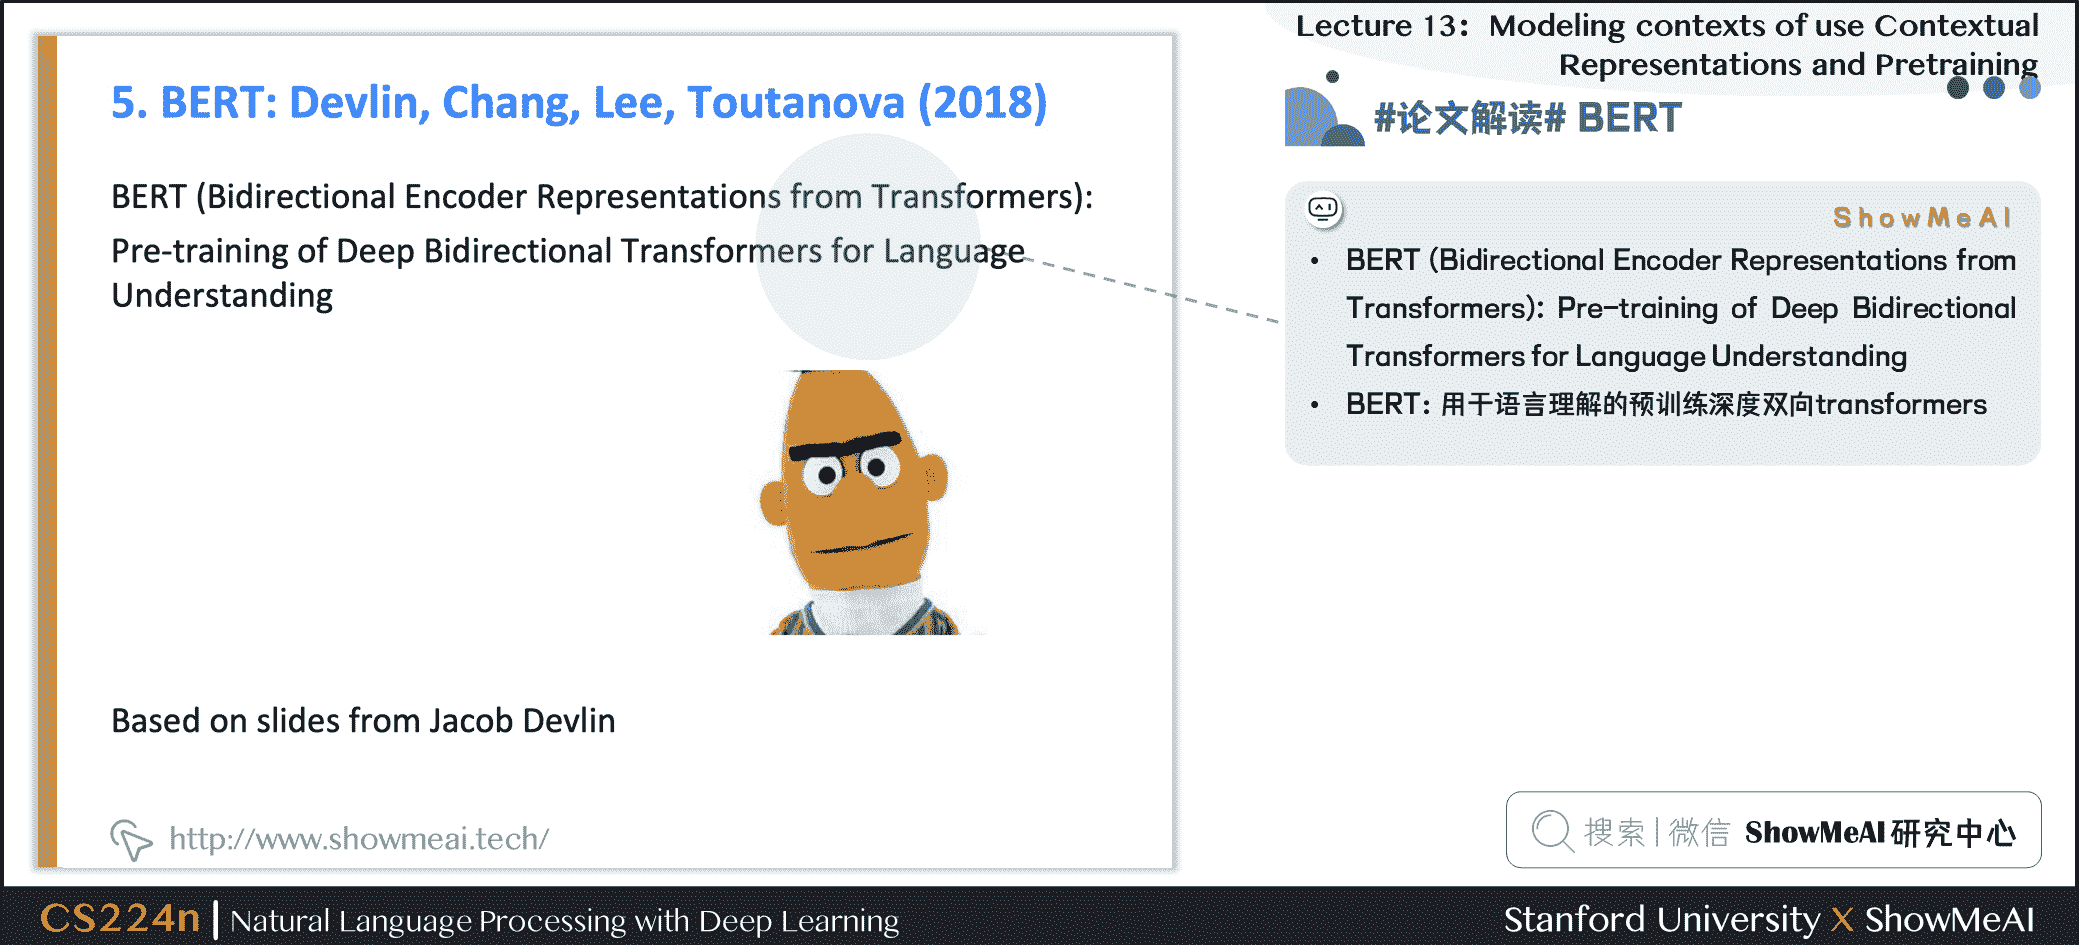 Lecture 13：Modeling contexts of use Contextual
Representations and Pretraining
5. BERT: Devlin, Chang, Lee, Toutanova (2018)
BERT (Bidirectional Encoder Representations from Transformers):
Pre-training of Deep Bidirectional Transformers for Language
Understanding
Based on slides from Jacob Devlin
http://www.showmeai.tech/
#论文解读# BERT
ShowMeAI
• BERT (Bidirectional Encoder Representations from
Transformers): Pre-training of Deep Bidirectional
Transformers for Language Understanding
• BERT：用于语言理解的预训练深度双向transformers
搜索|微信 ShowMeAI研究中心
CS224n | Natural Language Processing with Deep Learning
Stanford University X ShowMeAI